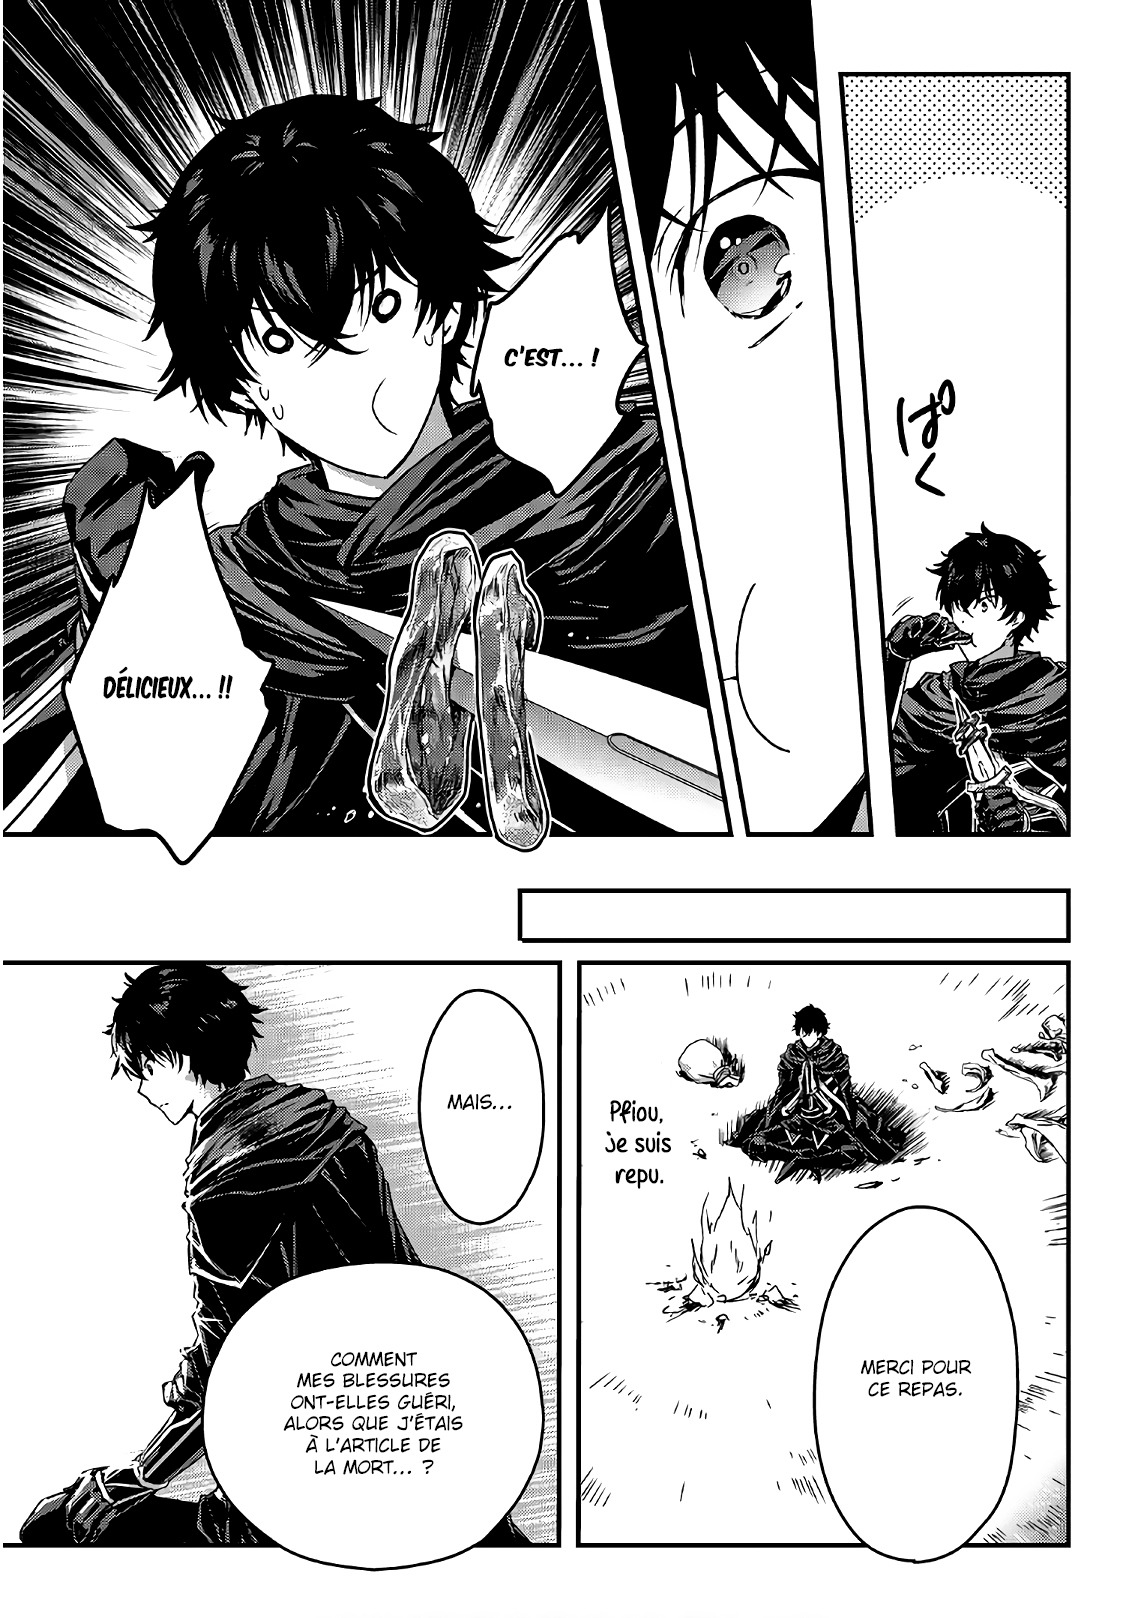 ぱく
C'EST... !
DÉLICIEUX... !!
Pfiou,
je suis
repu.
MERCI POUR
CE REPAS.
MAIS...
COMMENT
MES BLESSURES
ONT-ELLES GUÉRI,
ALORS QUE J'ÉTAIS
À L'ARTICLE DE
LA MORT... ?